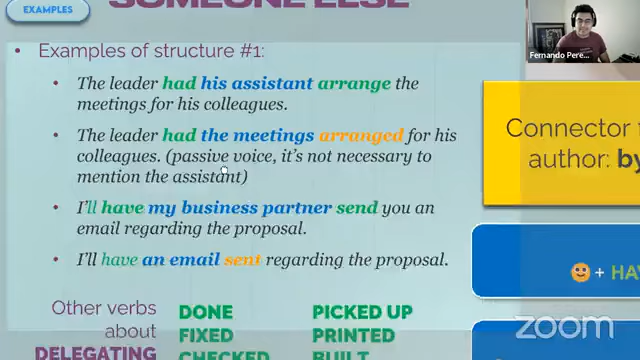 SOMEONE ELSE
EXAMPLES
• Examples of structure #1:
• The leader had his assistant arrange the
meetings for his colleagues.
• The leader had the meetings arranged for his
colleagues. (passive voice, it's not necessary to
mention the assistant)
• I'll have my business partner send you an
email regarding the proposal.
• I'll have an email sent regarding the proposal.
Other verbs
about
DELEGATING
DONE
FIXED
CHECKED
PICKED UP
PRINTED
BUILT
Fernando Pere...
Connector
author: by
+ HAV
zoom